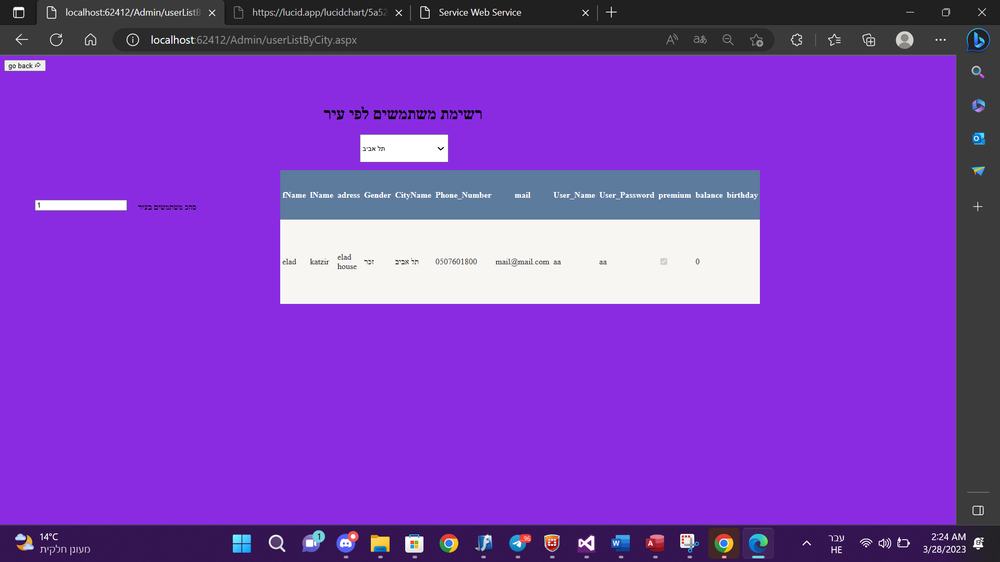 localhost:62412/Admin/userListB
https://lucid.app/lucidchart/5a52
Service Web Service
localhost:62412/Admin/userListByCity.aspx
go back
רשימת משתמשים לפי עיר
תל אביב
fName lName adress Gender CityName Phone_Number mail User_Name User_Password premium balance birthday
1 סהכ משתמשים בעיר
elad katzir elad house זכר תל אביב 0507601800 mail@mail.com aa aa 0
14°C
מעונן חלקית
1
..96
עבר
HE
2:24 AM
3/28/2023